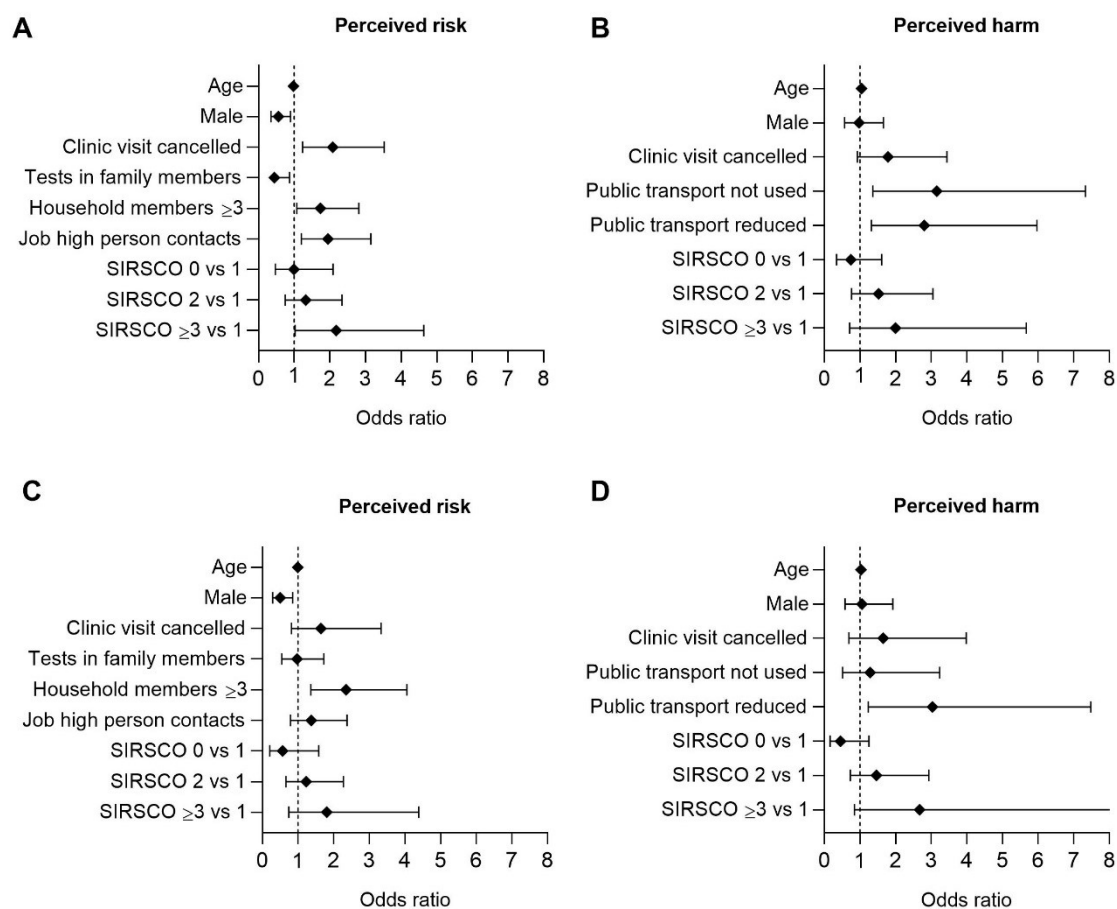 A
Perceived risk
Age
Male
Clinic visit cancelled
Tests in family members
Household members ≥3
Job high person contacts
SIRSCO 0 vs 1
SIRSCO 2 vs 1
SIRSCO ≥3 vs 1
0 1 2 3 4 5 6 7 8
Odds ratio
B
Perceived harm
Age
Male
Clinic visit cancelled
Public transport not used
Public transport reduced
SIRSCO 0 vs 1
SIRSCO 2 vs 1
SIRSCO ≥3 vs 1
0 1 2 3 4 5 6 7 8
Odds ratio
C
Perceived risk
Age
Male
Clinic visit cancelled
Tests in family members
Household members ≥3
Job high person contacts
SIRSCO 0 vs 1
SIRSCO 2 vs 1
SIRSCO ≥3 vs 1
0 1 2 3 4 5 6 7 8
Odds ratio
D
Perceived harm
Age
Male
Clinic visit cancelled
Public transport not used
Public transport reduced
SIRSCO 0 vs 1
SIRSCO 2 vs 1
SIRSCO ≥3 vs 1
0 1 2 3 4 5 6 7 8
Odds ratio